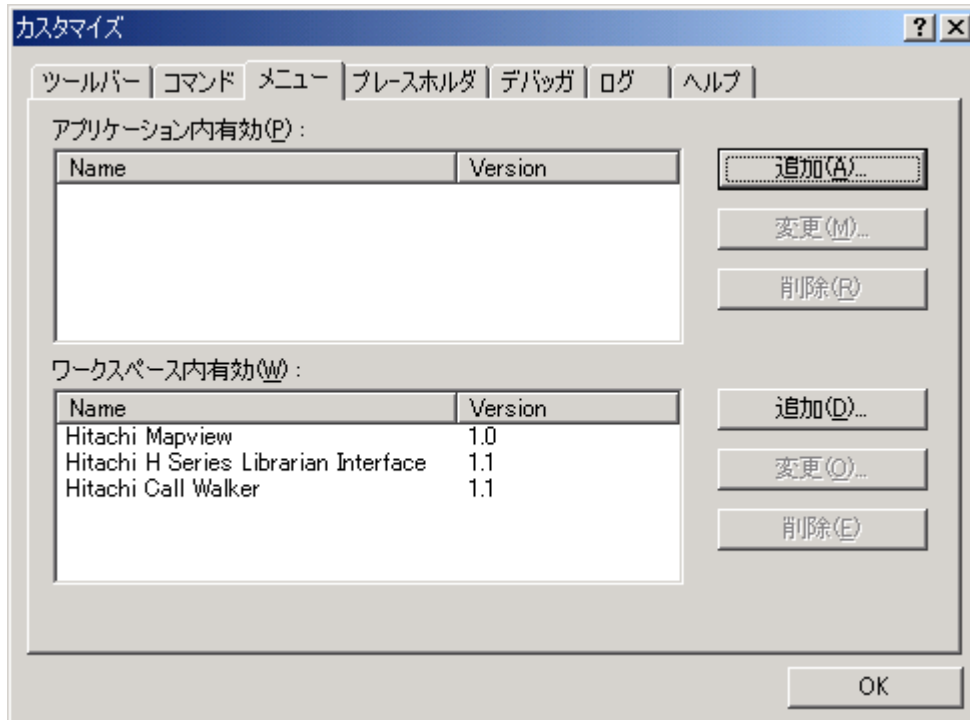 カスタマイズ
ツールバー コマンド メニュー プレースホルダ デバッガ ログ ヘルプ
アプリケーション内有効(P) :
Name Version
追加(A)...
変更(M)...
削除(R)
ワークスペース内有効(W) :
Name Version
追加(D)...
Hitachi Mapview 1.0
Hitachi H Series Librarian Interface 1.1
変更(O)...
Hitachi Call Walker 1.1
削除(E)
OK